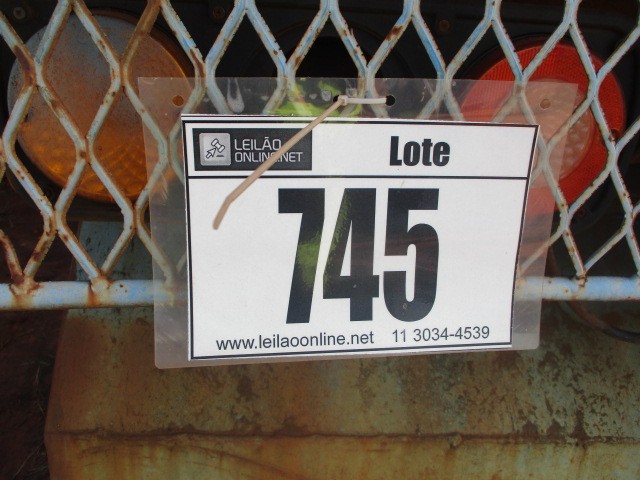 LEILÃO
ONLINE.NET
Lote
745
www.leilaoonline.net 11 3034-4539